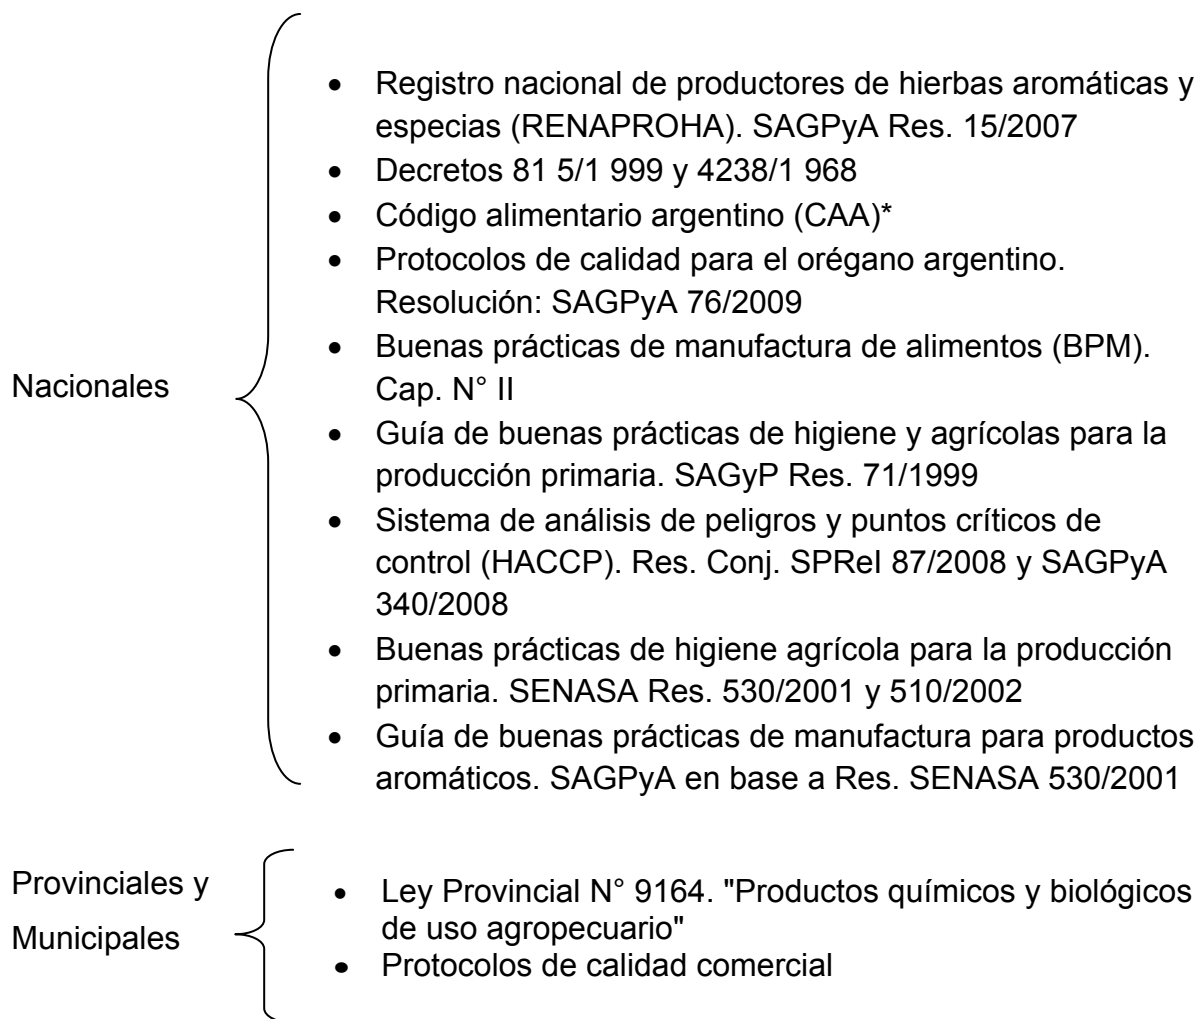 Registro nacional de productores de hierbas aromáticas y
especias (RENAPROHA). SAGPyA Res. 15/2007
Decretos 81 5/1 999 y 4238/1 968
Código alimentario argentino (CAA)*
Protocolos de calidad para el orégano argentino.
Resolución: SAGPyA 76/2009
Buenas prácticas de manufactura de alimentos (BPM).
Nacionales
Cap. N° II
Guía de buenas prácticas de higiene y agrícolas para la
producción primaria. SAGyP Res. 71/1999
Sistema de análisis de peligros y puntos críticos de
control (HACCP). Res. Conj. SPReI 87/2008 y SAGPyA
340/2008
Buenas prácticas de higiene agrícola para la producción
primaria. SENASA Res. 530/2001 y 510/2002
Guía de buenas prácticas de manufactura para productos
aromáticos. SAGPyA en base a Res. SENASA 530/2001
Provinciales y
Municipales
Ley Provincial N° 9164. "Productos químicos y biológicos
de uso agropecuario"
Protocolos de calidad comercial